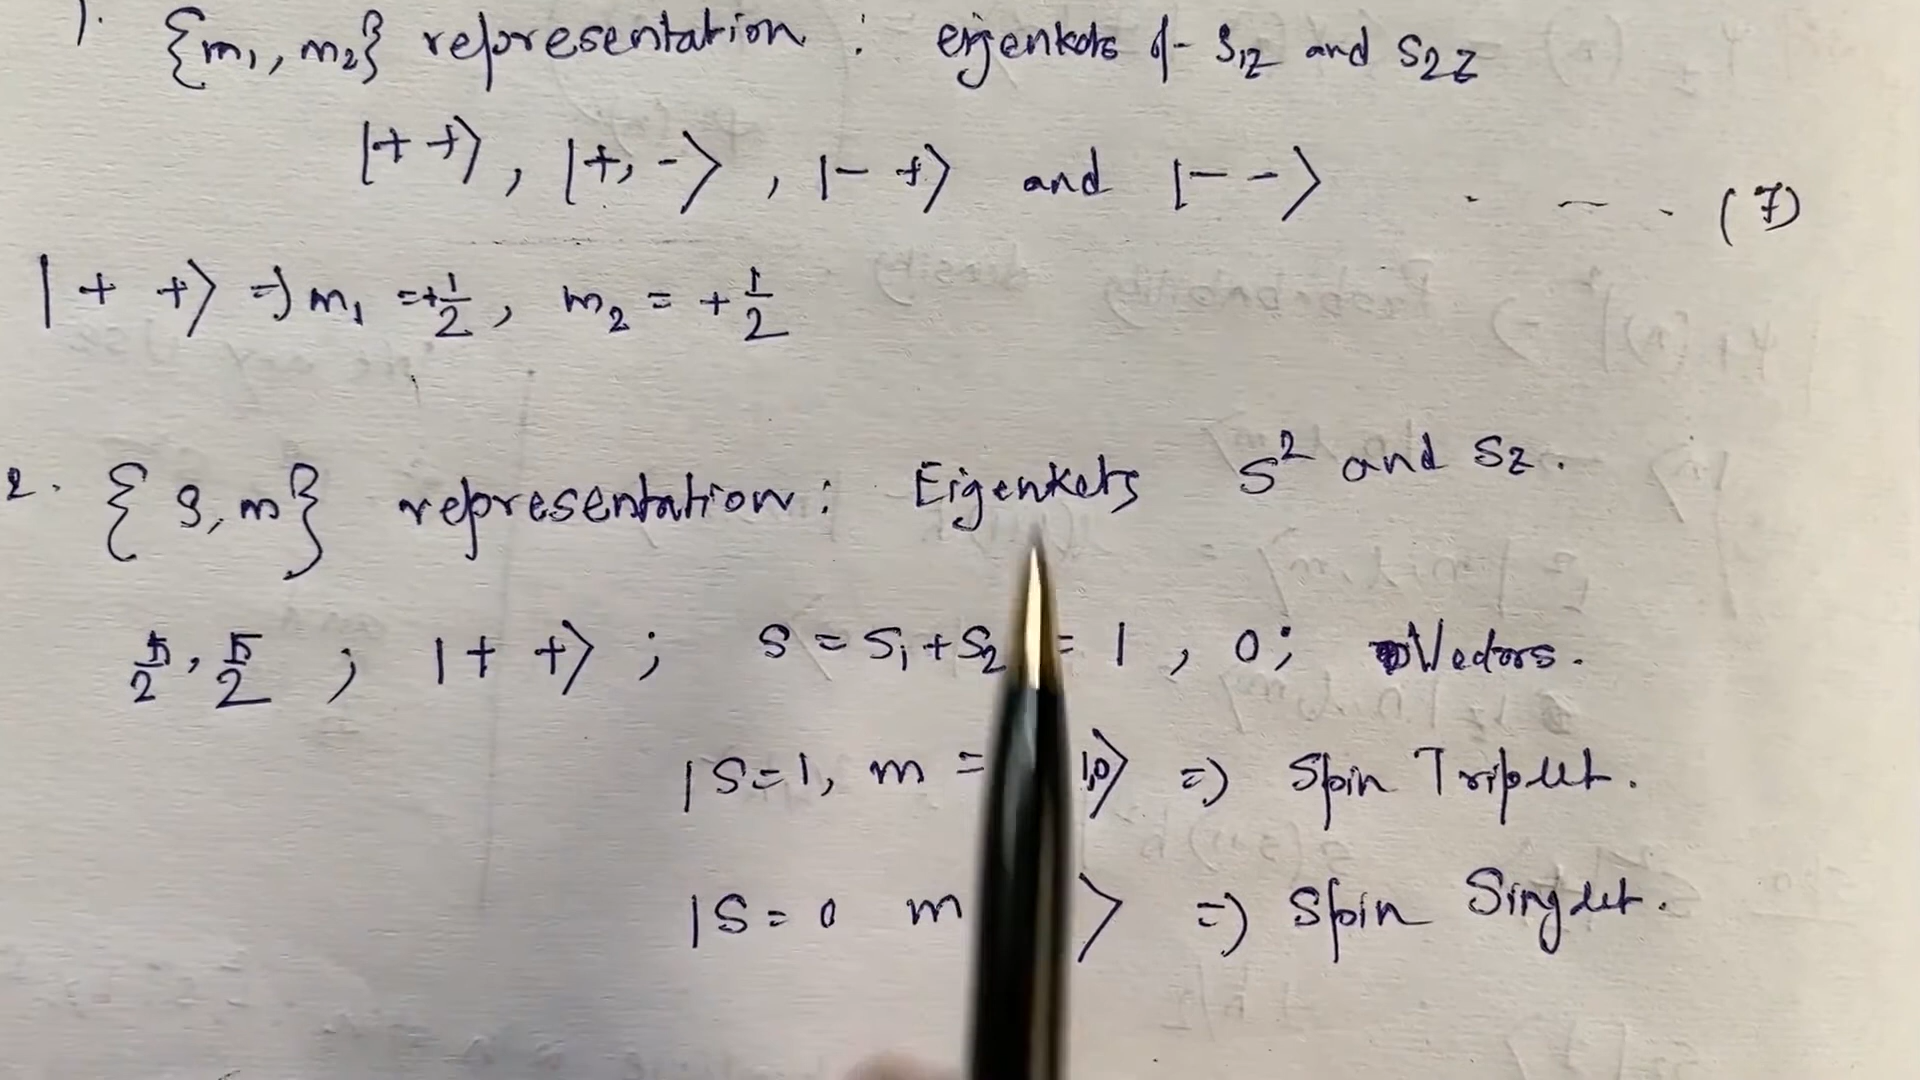 1. {m₁, m₂} representation : eigenkets of S₁z and S₂z
|+ +⟩, |+, -⟩, |- +⟩ and |- -⟩ . — . (7)
|+ +⟩ ⇒ m₁ = +1/2, m₂ = +1/2
2. {S, m} representation : Eigenkets S² and Sz.
ħ/2, ħ/2 ; |+ +⟩ ; S = S₁ + S₂ = 1, 0; Vectors.
|S=1, m = 1,0⟩ ⇒ Spin Triplet.
|S = 0 m ⟩ ⇒ Spin Singlet.